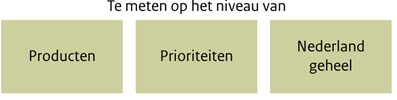 Te meten op het niveau van
Producten
Prioriteiten
Nederland
geheel